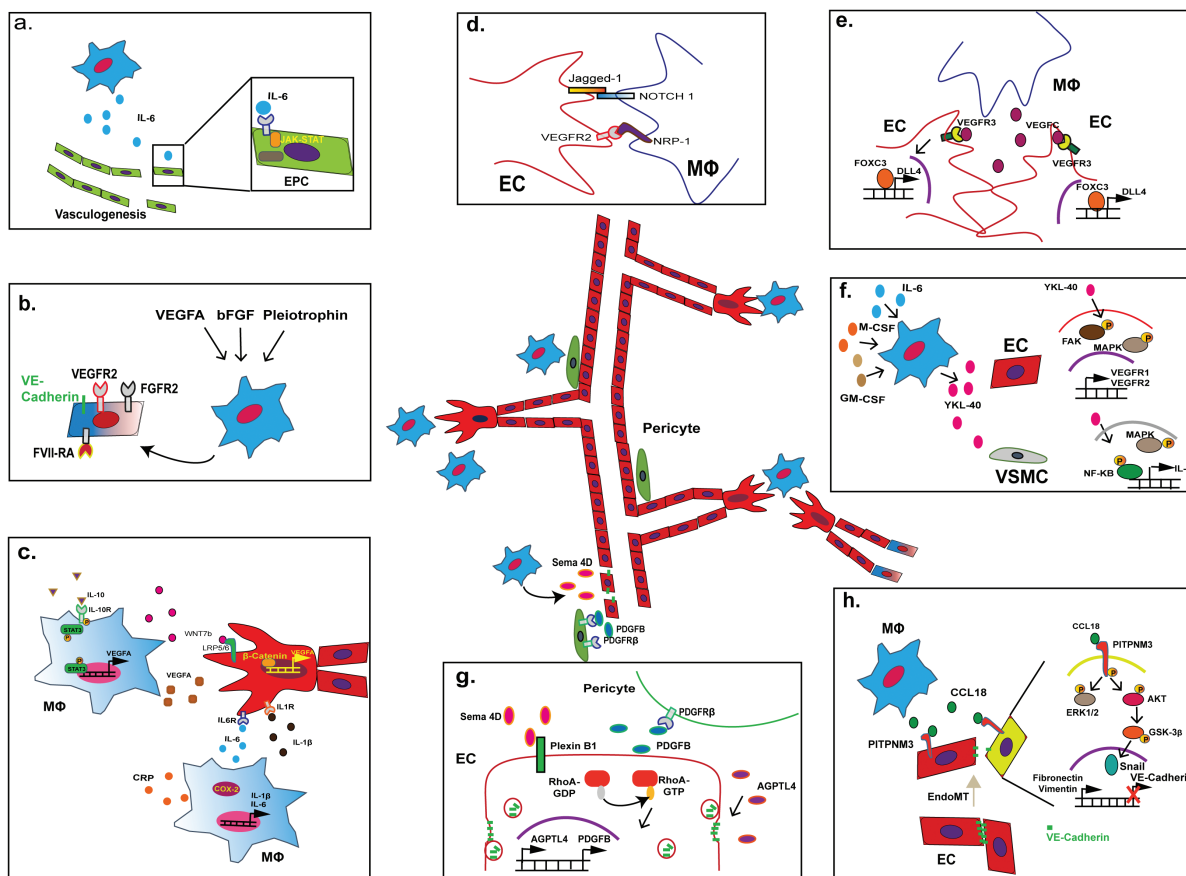 a.
IL-6
IL-6
JAK-STAT
EPC
Vasculogenesis
b.
VEGFA bFGF Pleiotrophin
VEGFR2
VE-
Cadherin
FGFR2
FVII-RA
c.
IL-10
IL-10R
STAT3
P
P
P
STAT3
VEGFA
MΦ
WNT7b
LRP5/6
β-Catenin
VEGFA
VEGFA
IL6R
IL1R
IL-6
IL-1β
CRP
COX-2
IL-1β
IL-6
MΦ
d.
Jagged-1
NOTCH 1
VEGFR2
NRP-1
EC
MΦ
Pericyte
Sema 4D
PDGFB
PDGFRβ
e.
MΦ
EC
VEGFR3
VEGFC
EC
VEGFR3
FOXC3
DLL4
FOXC3
DLL4
f.
IL-6
M-CSF
GM-CSF
YKL-40
EC
VSMC
YKL-40
P
FAK
MAPK
P
VEGFR1
VEGFR2
MAPK
P
P
NF-KB
IL-
g.
Pericyte
Sema 4D
PDGFRβ
Plexin B1
PDGFB
EC
RhoA-
GDP
RhoA-
GTP
AGPTL4
AGPTL4
PDGFB
h.
MΦ
CCL18
PITPNM3
EndoMT
EC
VE-Cadherin
CCL18
PITPNM3
P
P
P
ERK1/2
AKT
P
GSK-3β
Snail
Fibronectin
Vimentin
VE-Cadherin